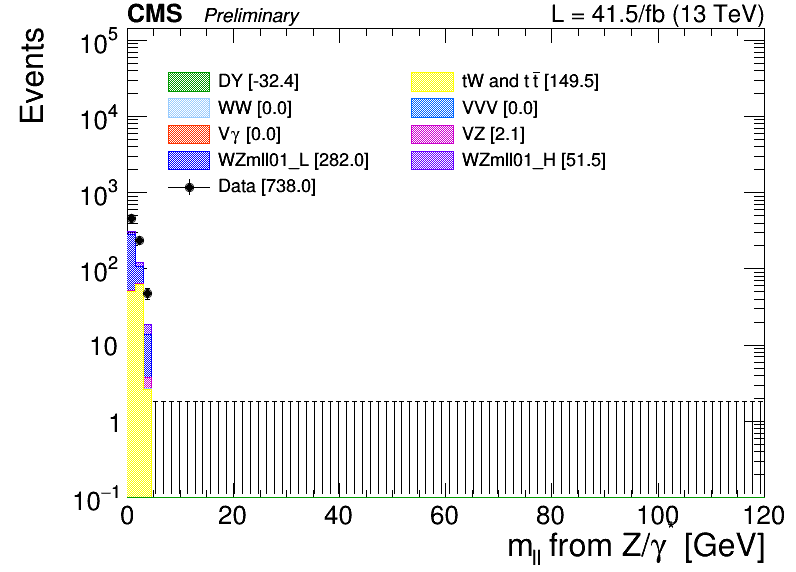 CMS Preliminary L = 41.5/fb (13 TeV)
Events
10⁵
10⁴
10³
10²
10
1
10⁻¹
DY [-32.4]
tW and tt̅ [149.5]
WW [0.0]
VVV [0.0]
Vγ [0.0]
VZ [2.1]
WZmll01_L [282.0]
WZmll01_H [51.5]
Data [738.0]
0 20 40 60 80 100 120
m_ll from Z/γ* [GeV]